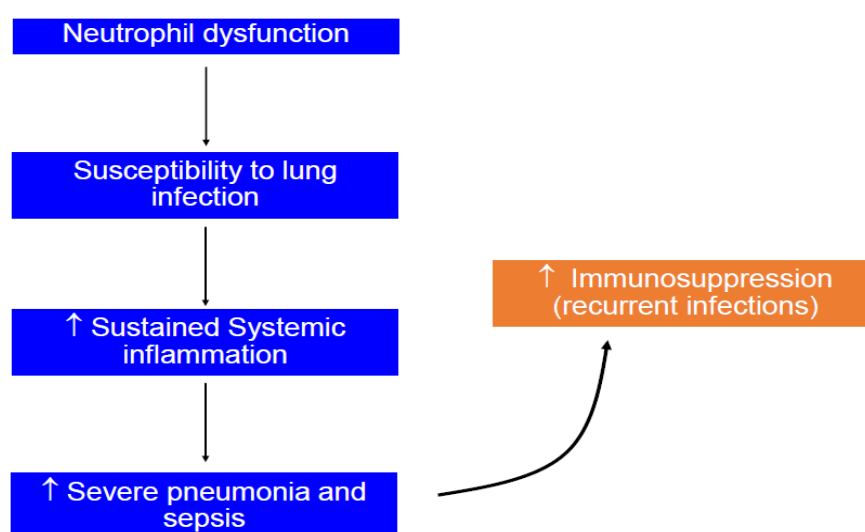 Neutrophil dysfunction
Susceptibility to lung
infection
↑ Sustained Systemic
inflammation
↑ Severe pneumonia and
sepsis
↑ Immunosuppression
(recurrent infections)